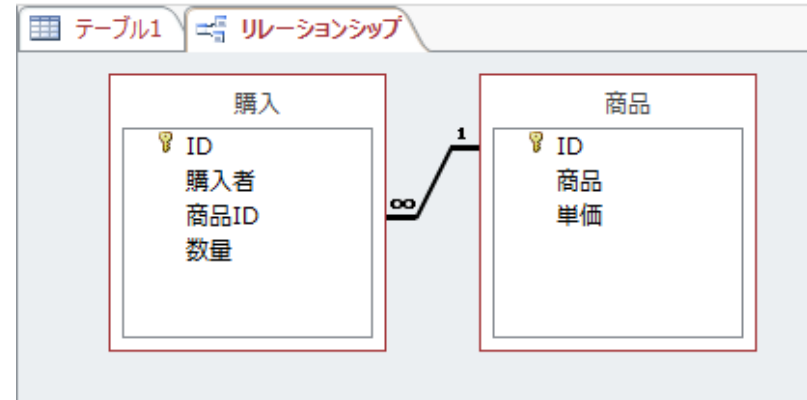 テーブル1
リレーションシップ
購入
ID
購入者
商品ID
数量
∞
1
商品
ID
商品
単価